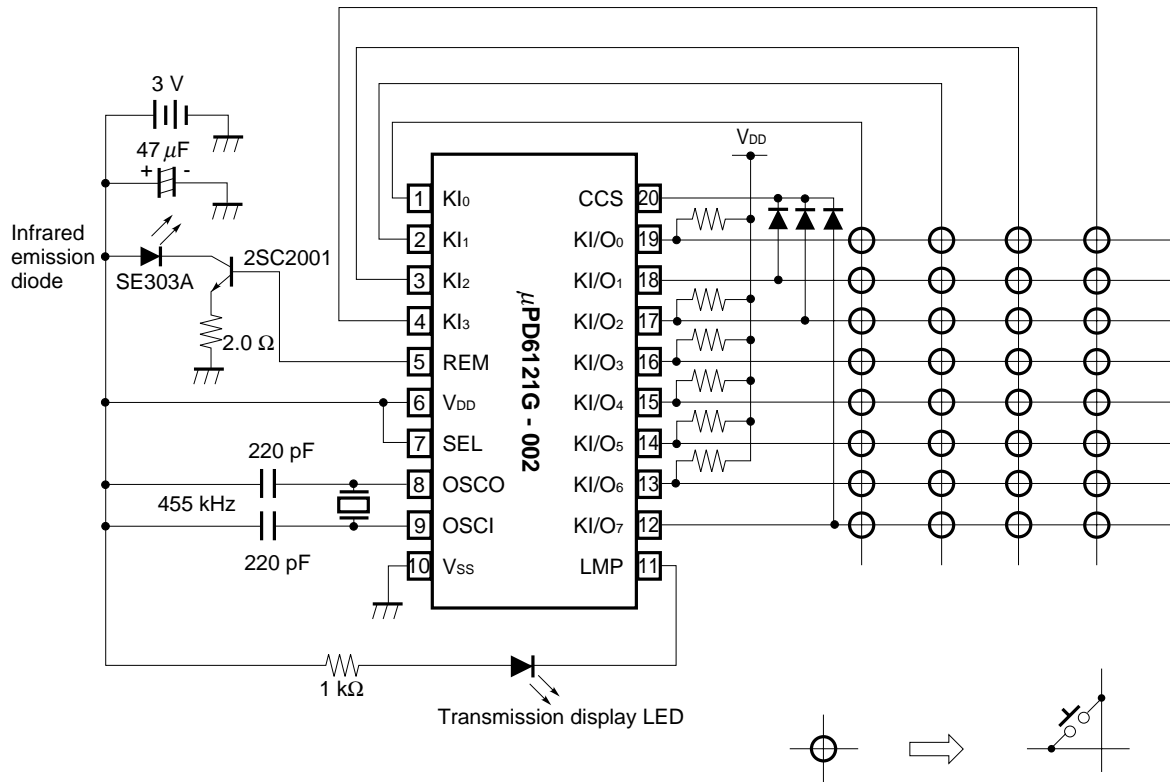 3 V
47 µF
+ -
Infrared
emission
diode
SE303A
2SC2001
2.0 Ω
220 pF
455 kHz
220 pF
1 kΩ
Transmission display LED
µPD6121G - 002
1 KI0
2 KI1
3 KI2
4 KI3
5 REM
6 VDD
7 SEL
8 OSCO
9 OSCI
10 VSS
CCS 20
KI/O0 19
KI/O1 18
KI/O2 17
KI/O3 16
KI/O4 15
KI/O5 14
KI/O6 13
KI/O7 12
LMP 11
VDD